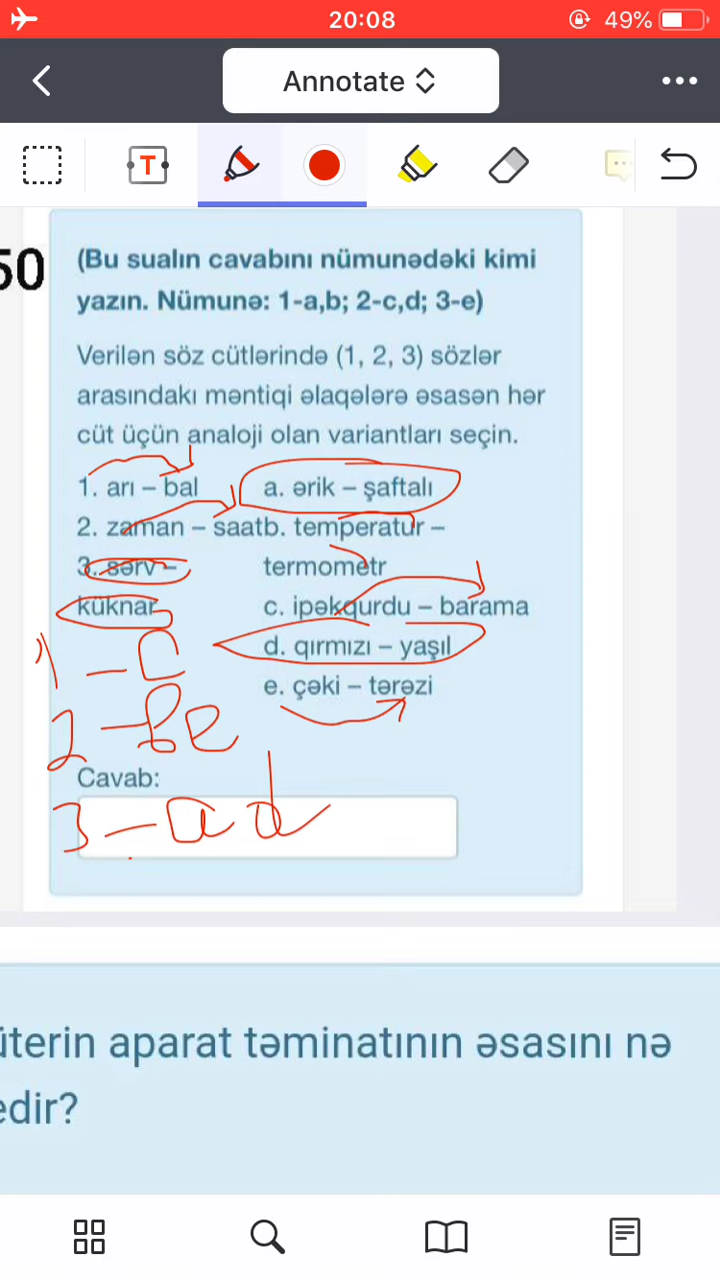 20:08
49%
Annotate
T
50
(Bu sualın cavabını nümunədəki kimi
yazın. Nümunə: 1-a,b; 2-c,d; 3-e)
Verilən söz cütlərində (1, 2, 3) sözlər
arasındakı məntiqi əlaqələrə əsasən hər
cüt üçün analoji olan variantları seçin.
1. arı – bal a. ərik – şaftalı
2. zaman – saat b. temperatur –
3. sərv – termometr
küknar c. ipəkqurdu – barama
1 – c d. qırmızı – yaşıl
e. çəki – tərəzi
2 – be
Cavab:
3 – a d
üterin aparat təminatının əsasını nə
edir?